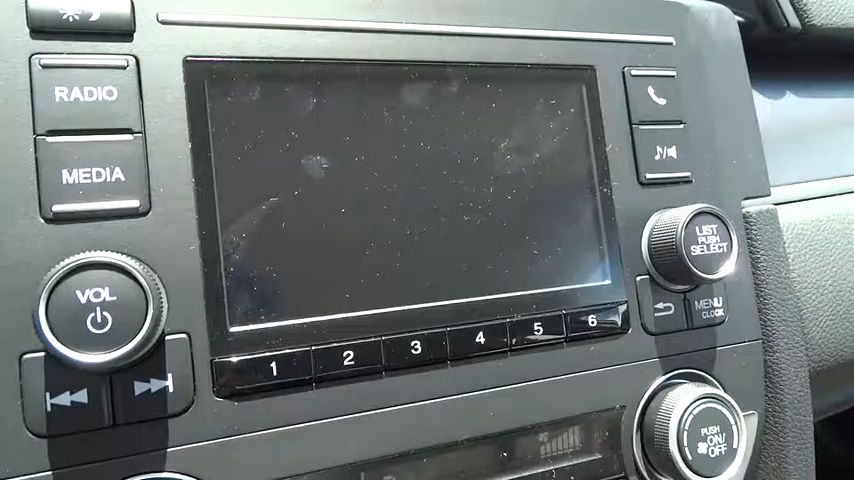 RADIO
MEDIA
VOL
1 2 3 4 5 6
LIST
PUSH
SELECT
MENU
CLOCK
PUSH
ON/
OFF